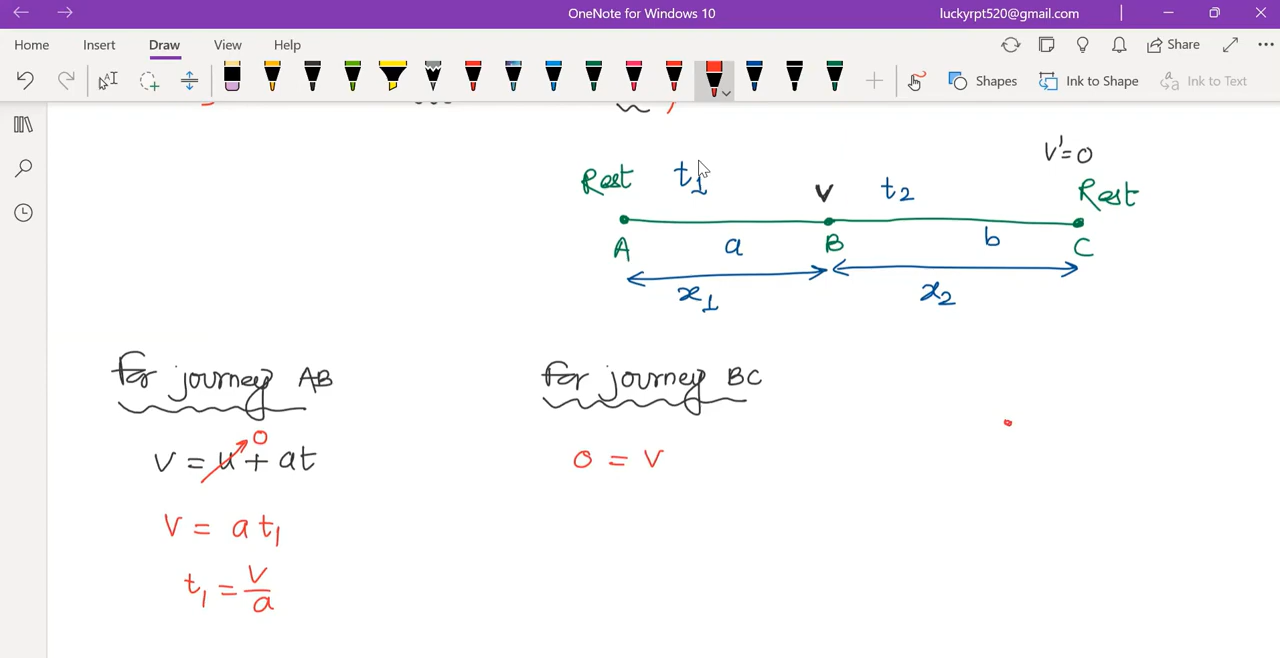 OneNote for Windows 10
luckyrpt520@gmail.com
Home Insert Draw View Help
Share
Shapes Ink to Shape Ink to Text
V'=0
Rest t1 V t2 Rest
A a B b C
x1 x2
For journey AB
For journey BC
0
V = u + at
0 = V
V = a t1
t1 = V/a